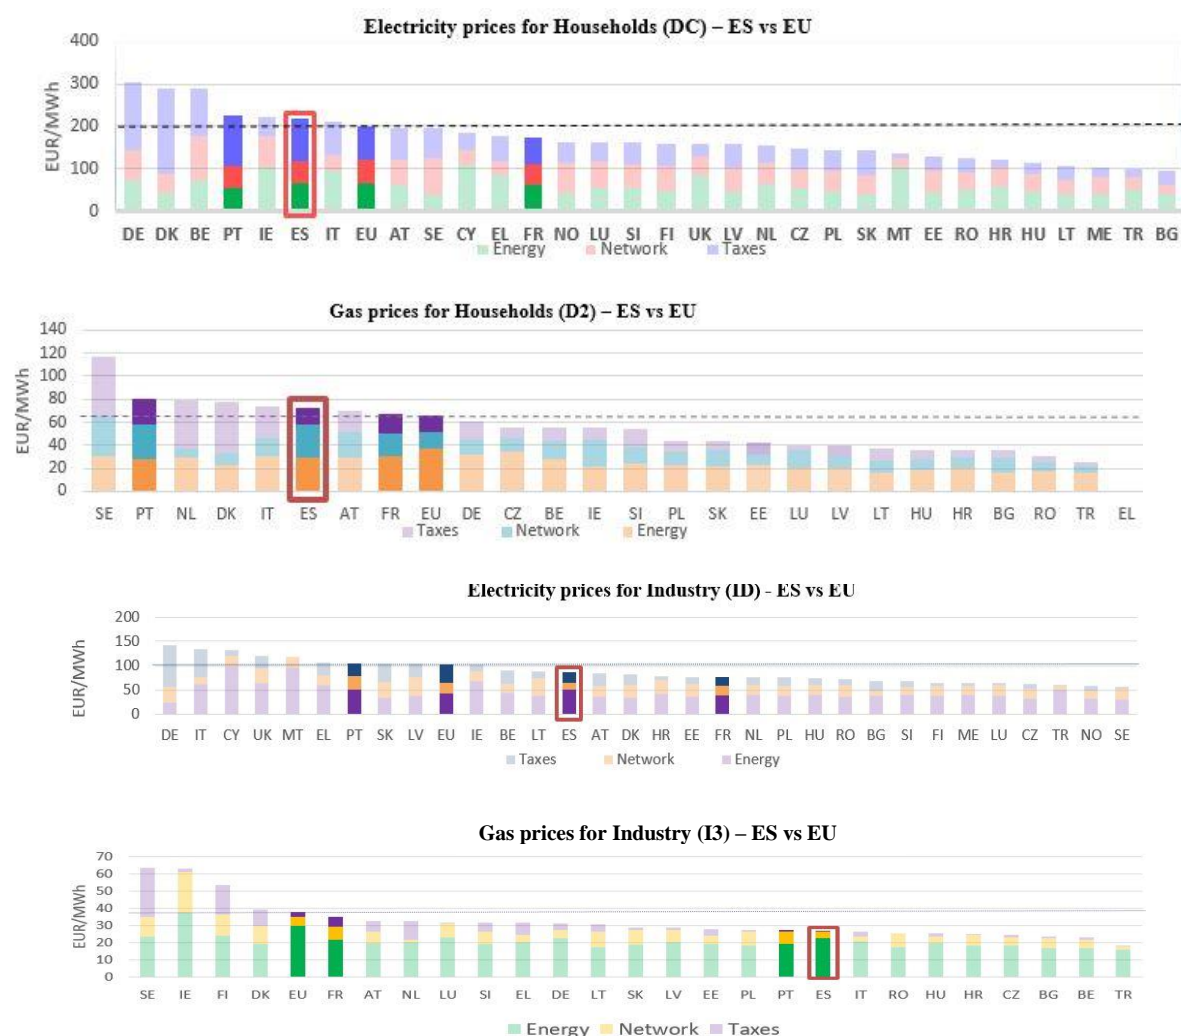 Electricity prices for Households (DC) – ES vs EU
400
300
200
100
0
EUR/MWh
DE DK BE PT IE ES IT EU AT SE CY EL FR NO LU SI FI UK LV NL CZ PL SK MT EE RO HR HU LT ME TR BG
Energy Network Taxes
Gas prices for Households (D2) – ES vs EU
140
120
100
80
60
40
20
0
EUR/MWh
SE PT NL DK IT ES AT FR EU DE CZ BE IE SI PL SK EE LU LV LT HU HR BG RO TR EL
Taxes Network Energy
Electricity prices for Industry (ID) - ES vs EU
200
150
100
50
0
EUR/MWh
DE IT CY UK MT EL PT SK LV EU IE BE LT ES AT DK HR EE FR NL PL HU RO BG SI FI ME LU CZ TR NO SE
Taxes Network Energy
Gas prices for Industry (I3) – ES vs EU
70
60
50
40
30
20
10
0
EUR/MWh
SE IE FI DK EU FR AT NL LU SI EL DE LT SK LV EE PL PT ES IT RO HU HR CZ BG BE TR
Energy Network Taxes